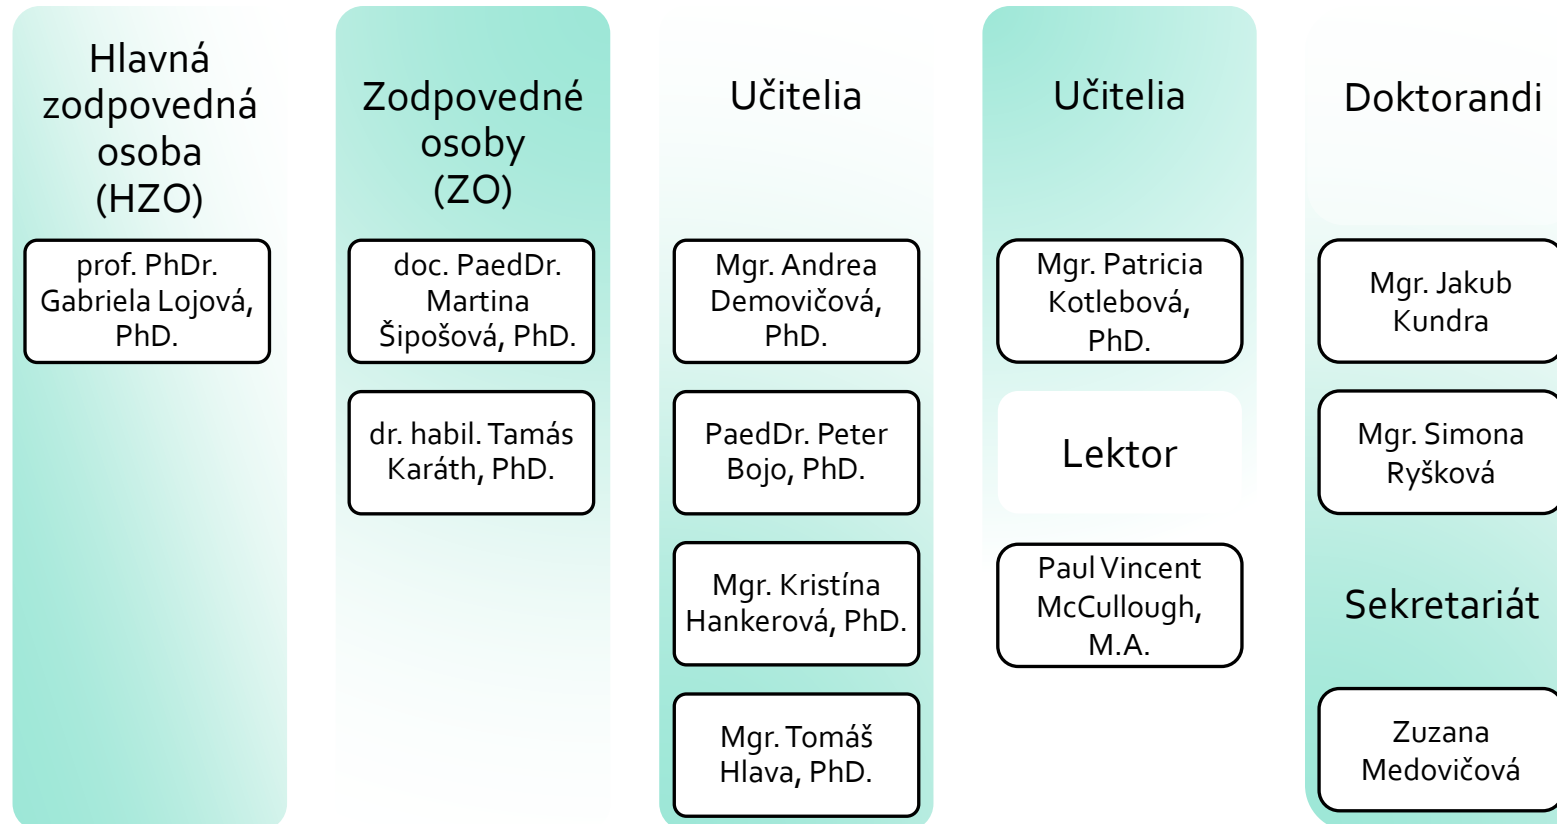 Hlavná
zodpovedná
osoba
(HZO)
prof. PhDr.
Gabriela Lojová,
PhD.
Zodpovedné
osoby
(ZO)
doc. PaedDr.
Martina
Šipošová, PhD.
dr. habil. Tamás
Karáth, PhD.
Učitelia
Mgr. Andrea
Demovičová,
PhD.
PaedDr. Peter
Bojo, PhD.
Mgr. Kristína
Hankerová, PhD.
Mgr. Tomáš
Hlava, PhD.
Učitelia
Mgr. Patricia
Kotlebová,
PhD.
Lektor
Paul Vincent
McCullough,
M.A.
Doktorandi
Mgr. Jakub
Kundra
Mgr. Simona
Ryšková
Sekretariát
Zuzana
Medovičová